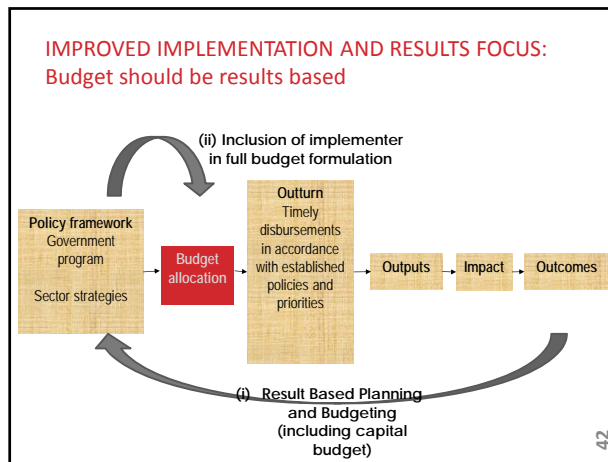 IMPROVED IMPLEMENTATION AND RESULTS FOCUS:
Budget should be results based
(ii) Inclusion of implementer
in full budget formulation
Policy framework
Government
program
Sector strategies
Budget
allocation
Outturn
Timely
disbursements
in accordance
with established
policies and
priorities
Outputs
Impact
Outcomes
(i) Result Based Planning
and Budgeting
(including capital
budget)
42